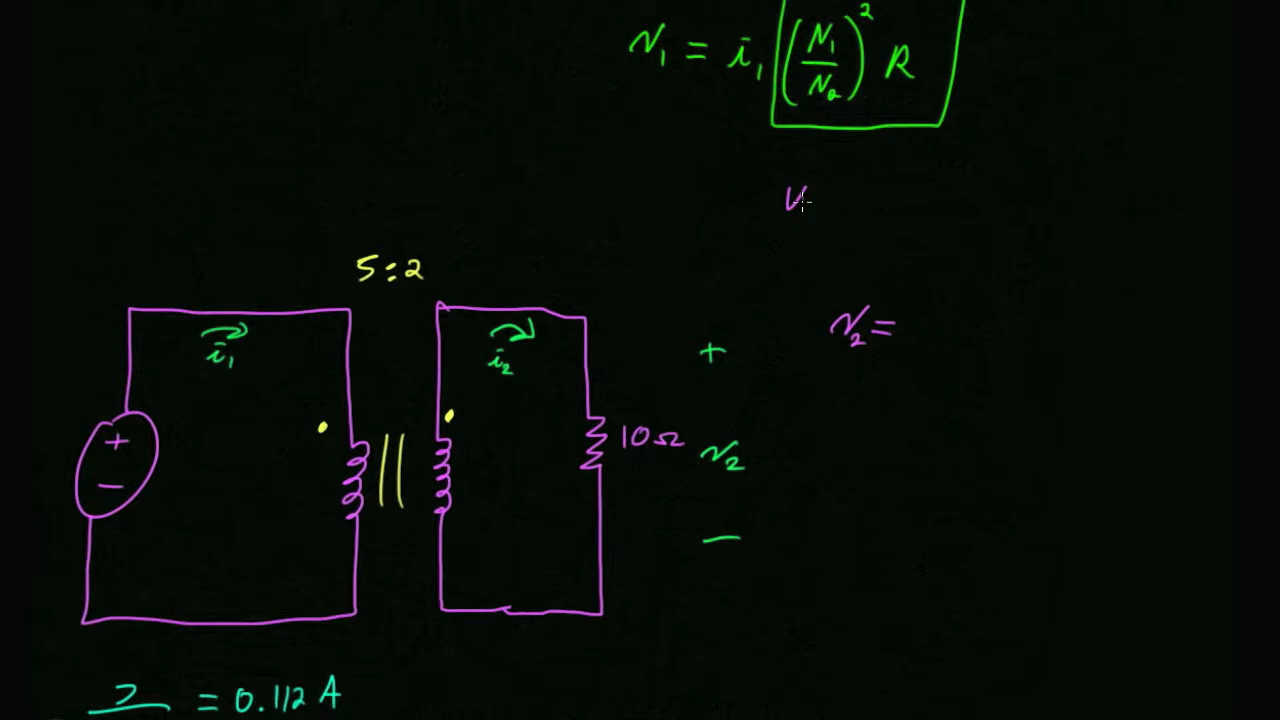 v₁ = i₁ (N₁/N₂)² R
V
5:2
i₁ i₂
v₂ =
+
+
10Ω v₂
−
−
= 0.112 A